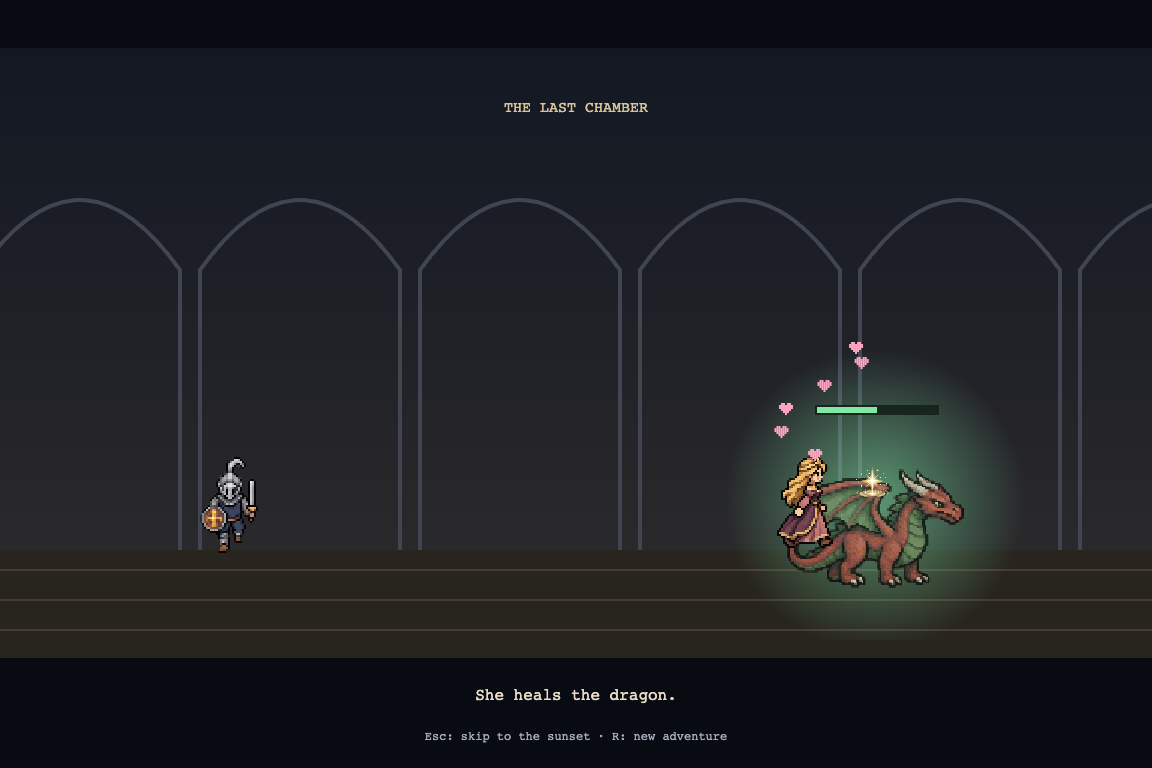 THE LAST CHAMBER
She heals the dragon.
Esc: skip to the sunset · R: new adventure